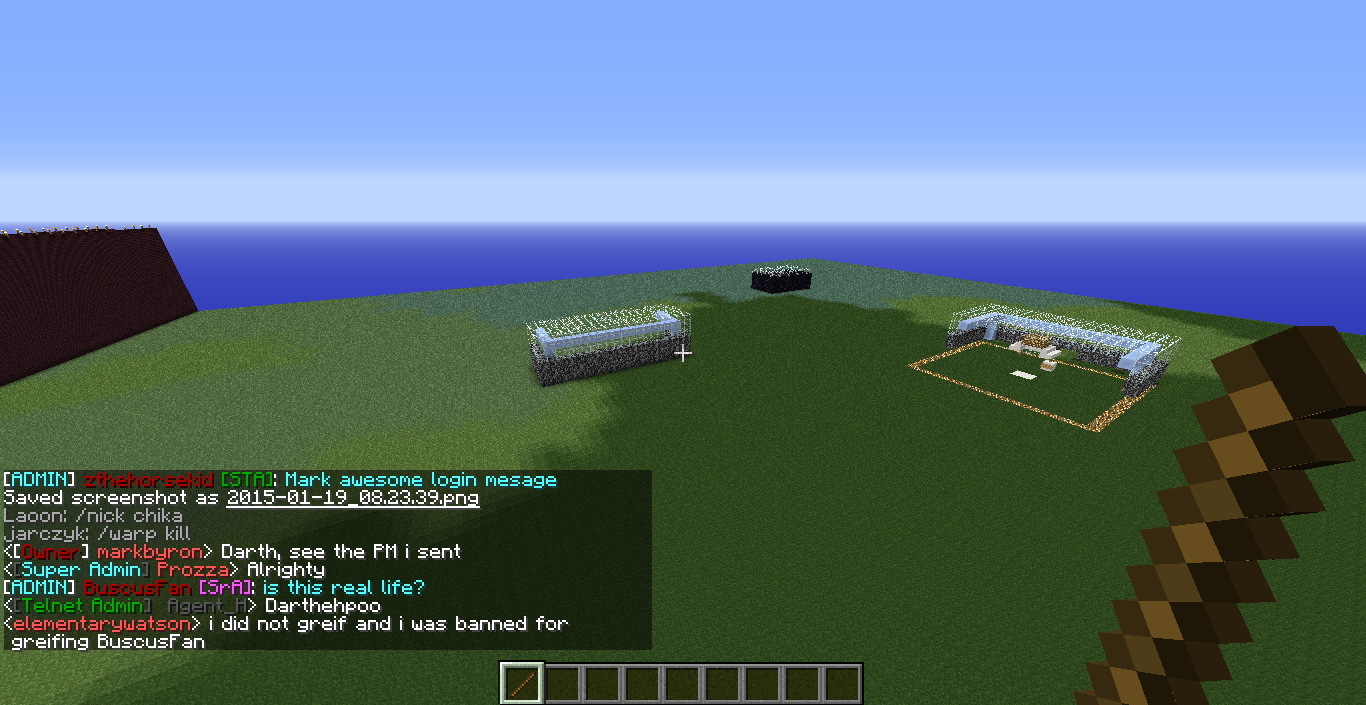 [ADMIN] zthehorsekid [STA]: Mark awesome login mesage
Saved screenshot as 2015-01-19_08.23.39.png
Laoon: /nick chika
jarczyk: /warp kill
<[Owner] markbyron> Darth, see the PM i sent
<[Super Admin] Prozza> Alrighty
[ADMIN] BuscusFan [SrA]: is this real life?
<[Telnet Admin] Agent_H> Darthehpoo
<elementarywatson> i did not greif and i was banned for
greifing BuscusFan